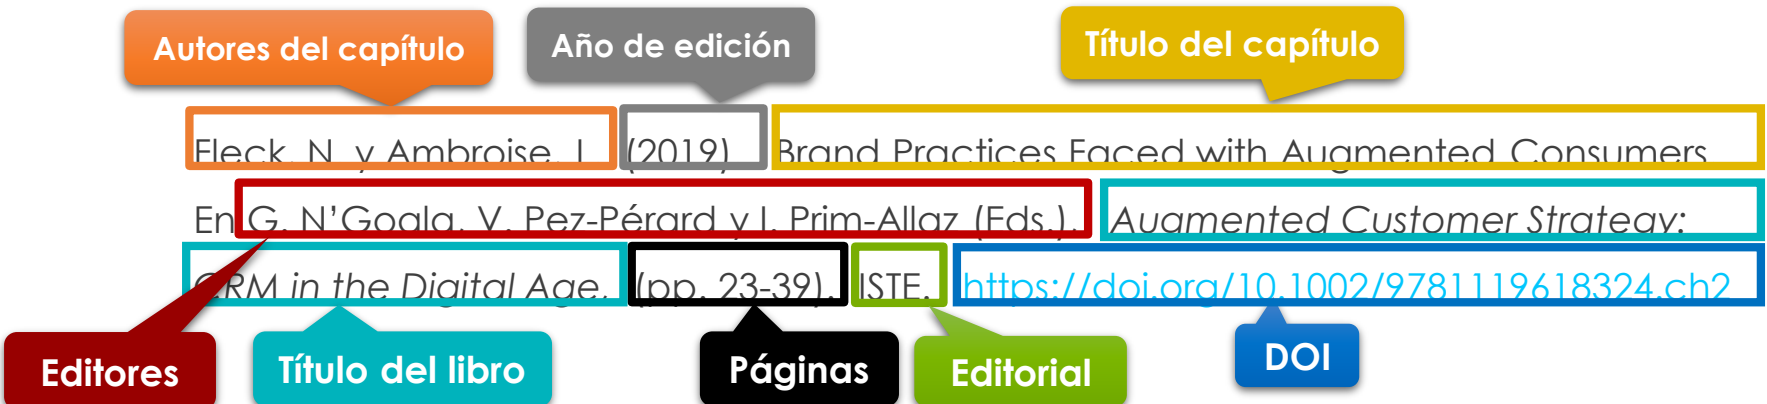 Autores del capítulo Año de edición Título del capítulo
Fleck, N. y Ambroise, L. (2019). Brand Practices Faced with Augmented Consumers
En G. N’Goala, V. Pez-Pérard y I. Prim-Allaz (Eds.), Augmented Customer Strategy:
CRM in the Digital Age, (pp. 23-39). ISTE. https://doi.org/10.1002/9781119618324.ch2
Editores Título del libro Páginas Editorial DOI